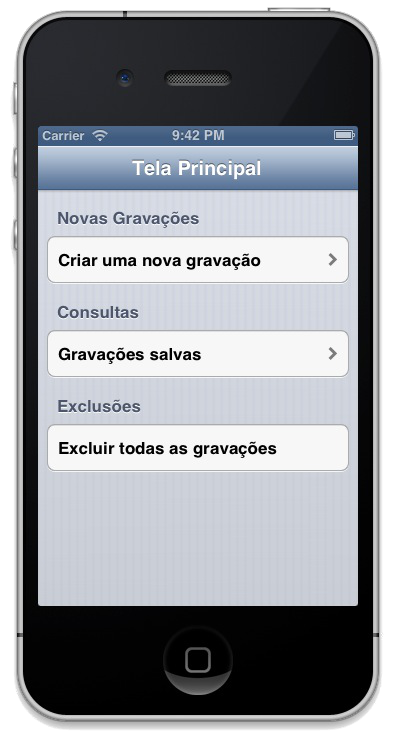 Carrier 9:42 PM
Tela Principal
Novas Gravações
Criar uma nova gravação
Consultas
Gravações salvas
Exclusões
Excluir todas as gravações